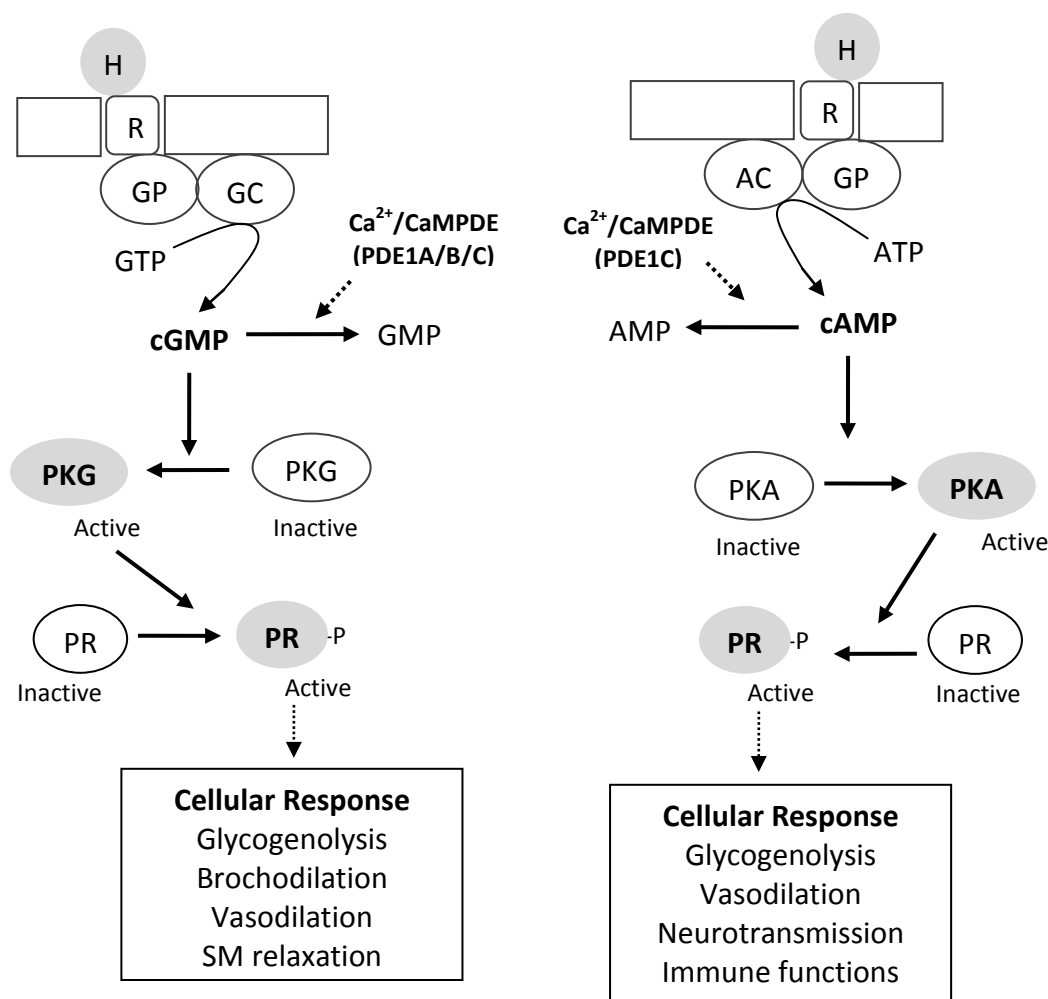 H
R
GP
GC
GTP
Ca²⁺/CaMPDE
(PDE1A/B/C)
cGMP
GMP
PKG
PKG
Active
Inactive
PR
PR
-P
Inactive
Active
Cellular Response
Glycogenolysis
Brochodilation
Vasodilation
SM relaxation
H
R
AC
GP
Ca²⁺/CaMPDE
(PDE1C)
ATP
AMP
cAMP
PKA
PKA
Inactive
Active
PR
-P
PR
Active
Inactive
Cellular Response
Glycogenolysis
Vasodilation
Neurotransmission
Immune functions